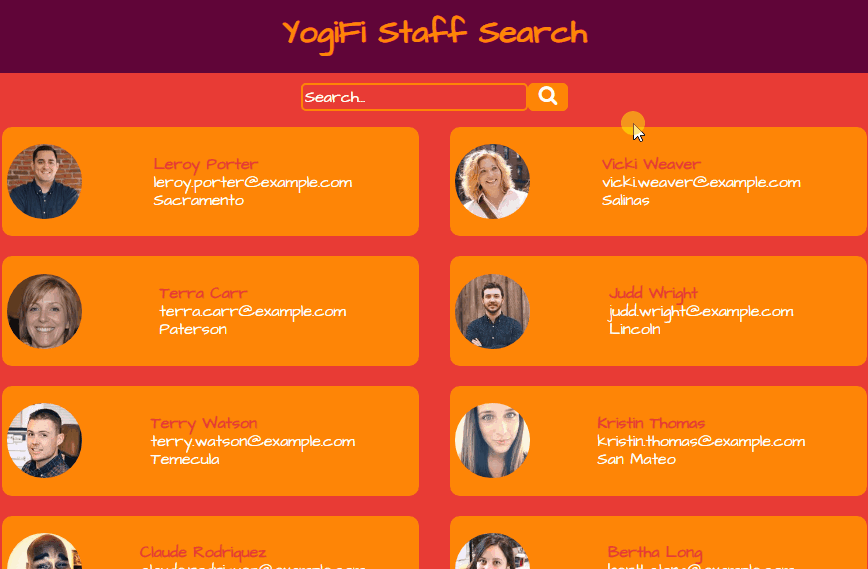 YogiFi Staff Search
Search...
Leroy Porter
leroy.porter@example.com
Sacramento
Vicki Weaver
vicki.weaver@example.com
Salinas
Terra Carr
terra.carr@example.com
Paterson
Judd Wright
judd.wright@example.com
Lincoln
Terry Watson
terry.watson@example.com
Temecula
Kristin Thomas
kristin.thomas@example.com
San Mateo
Claude Rodriquez
Bertha Long